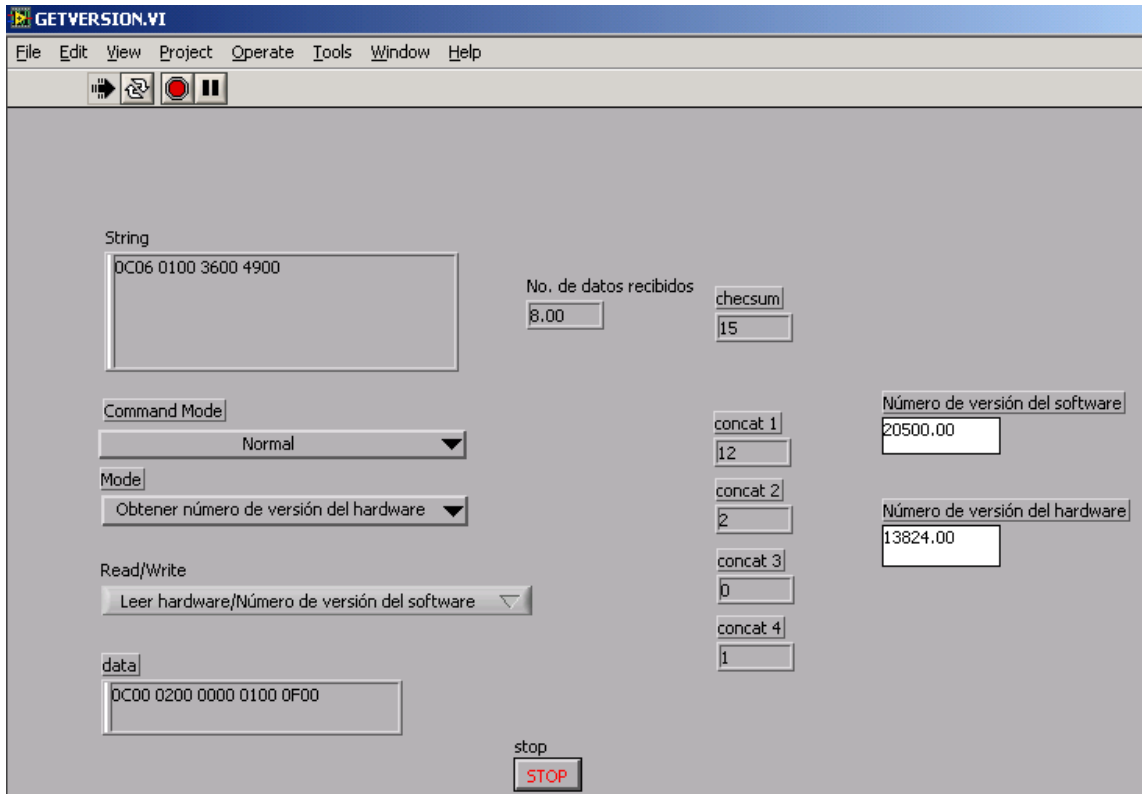 GETVERSION.VI
File Edit View Project Operate Tools Window Help
String
0C06 0100 3600 4900
No. de datos recibidos
8.00
checsum
15
Command Mode
Normal
Mode
Obtener número de versión del hardware
Read/Write
Leer hardware/Número de versión del software
data
0C00 0200 0000 0100 0F00
concat 1
12
concat 2
2
concat 3
0
concat 4
1
Número de versión del software
20500.00
Número de versión del hardware
13824.00
stop
STOP